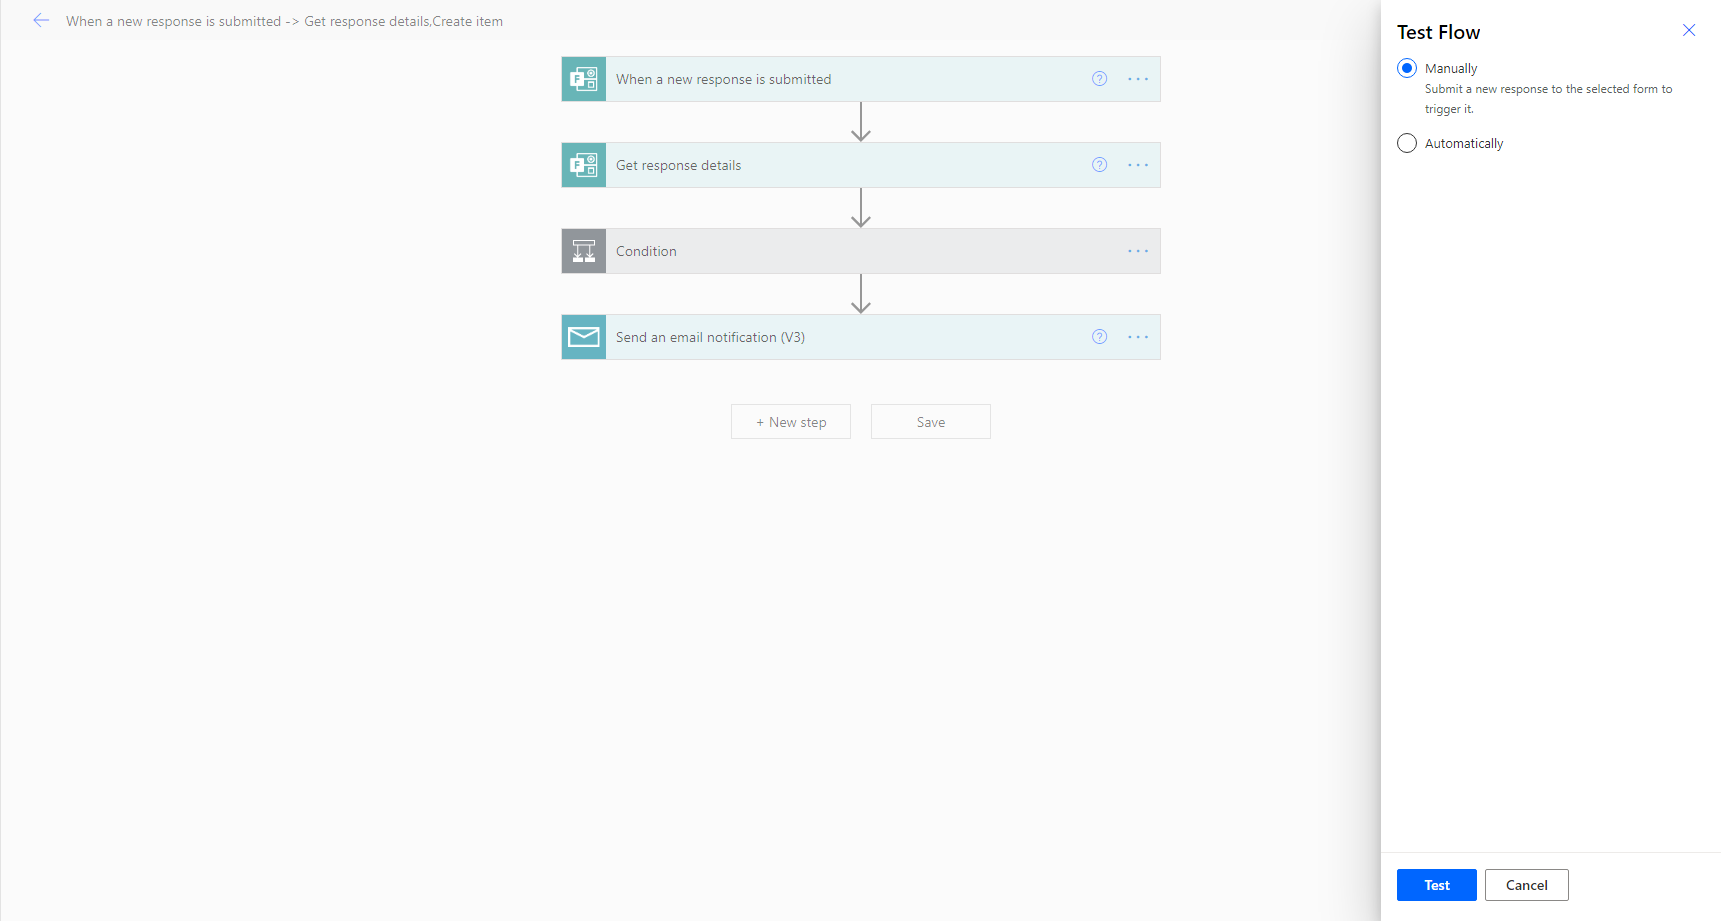 When a new response is submitted -> Get response details,Create item
When a new response is submitted
Get response details
Condition
Send an email notification (V3)
+ New step
Save
Test Flow
Manually
Submit a new response to the selected form to
trigger it.
Automatically
Test
Cancel